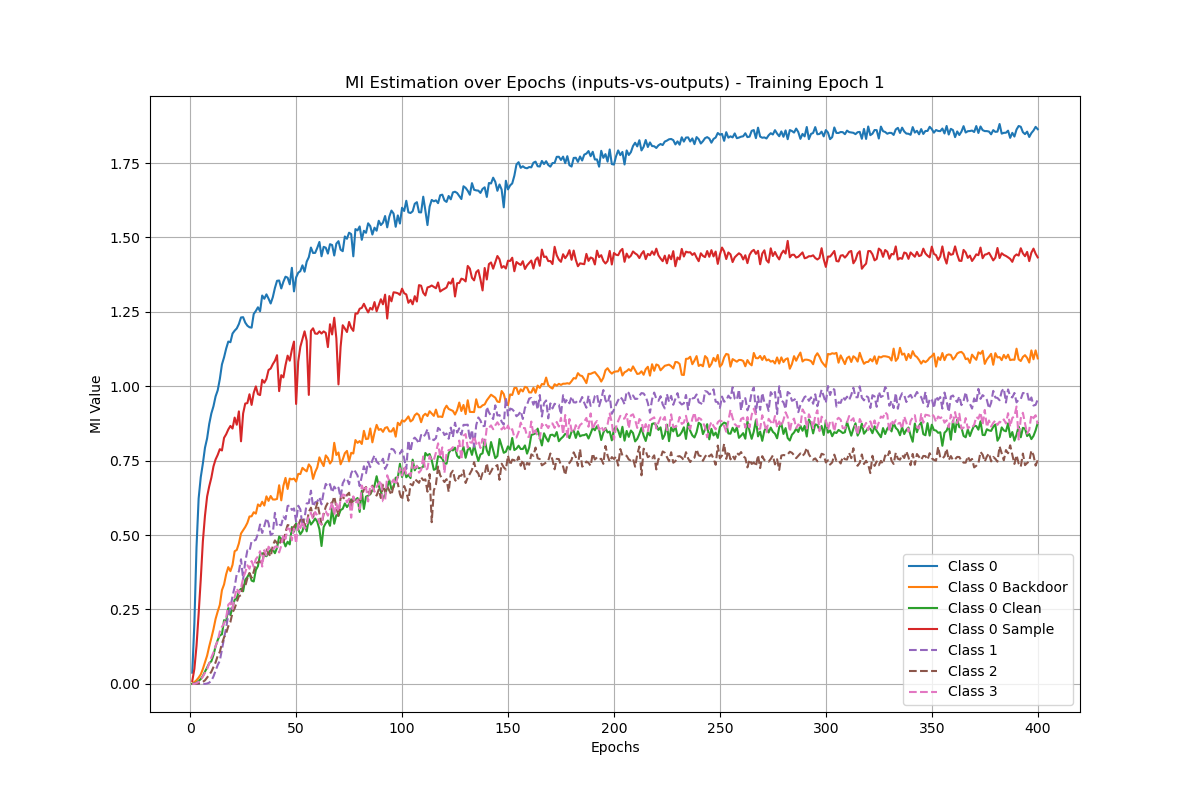 MI Estimation over Epochs (inputs-vs-outputs) - Training Epoch 1
MI Value
1.75
1.50
1.25
1.00
0.75
0.50
0.25
0.00
Class 0
Class 0 Backdoor
Class 0 Clean
Class 0 Sample
Class 1
Class 2
Class 3
0 50 100 150 200 250 300 350 400
Epochs